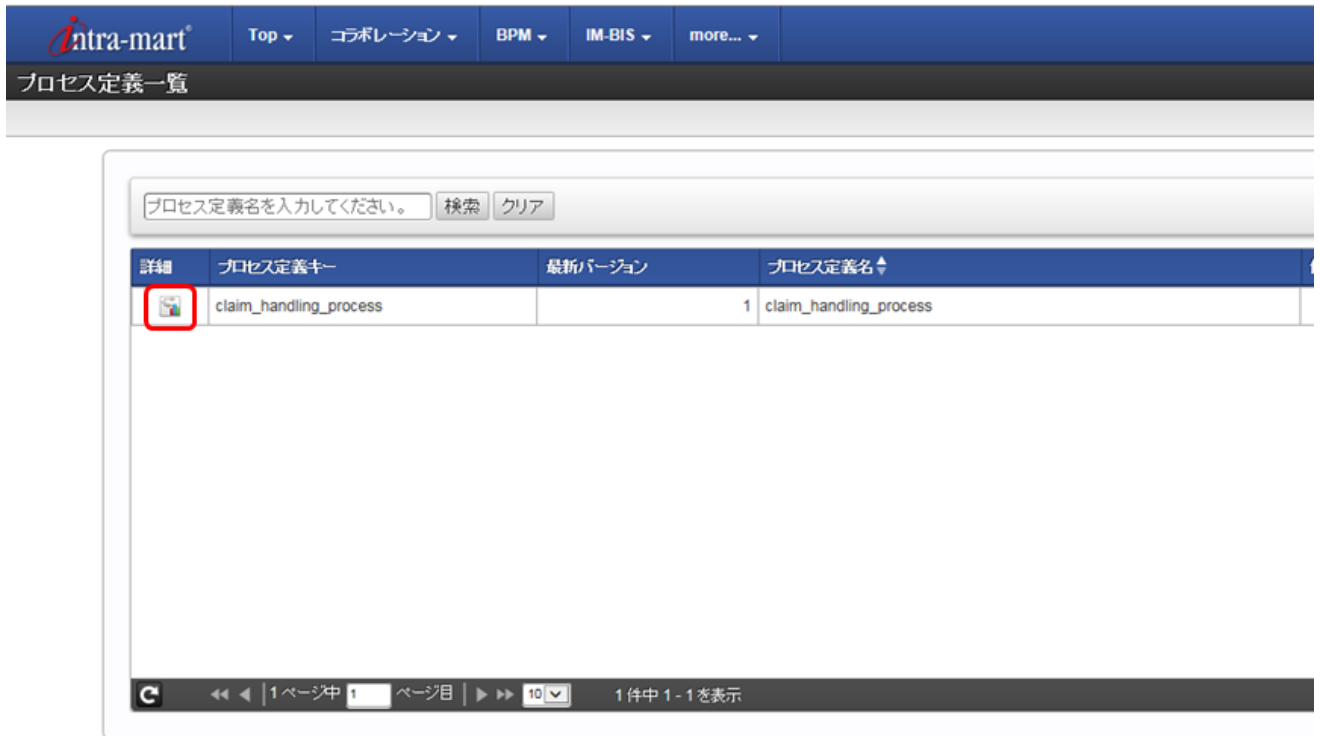 intra-mart® Top コラボレーション BPM IM-BIS more...
プロセス定義一覧
プロセス定義名を入力してください。 検索 クリア
詳細 プロセス定義キー 最新バージョン プロセス定義名
claim_handling_process 1 claim_handling_process
1 ページ中 1 ページ目 10 1 件中 1 - 1 を表示